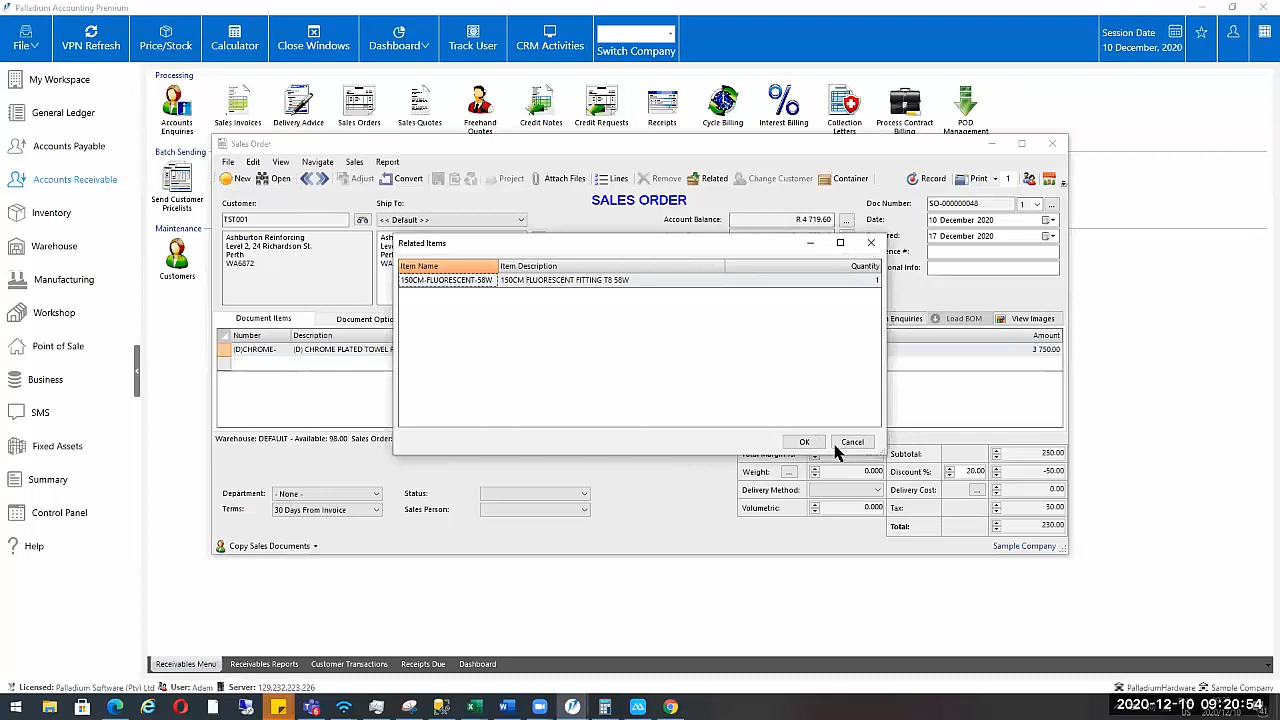 Palladium Accounting Premium
File
VPN Refresh
Price/Stock
Calculator
Close Windows
Dashboard
Track User
CRM Activities
Switch Company
Session Date
10 December, 2020
My Workspace
General Ledger
Accounts Payable
Accounts Receivable
Inventory
Warehouse
Manufacturing
Workshop
Point of Sale
Business
SMS
Fixed Assets
Summary
Control Panel
Help
Processing
Accounts Enquiries
Sales Invoices
Delivery Advice
Sales Orders
Sales Quotes
Freehand Quotes
Credit Notes
Credit Requests
Receipts
Cycle Billing
Interest Billing
Collection Letters
Process Contract Billing
POD Management
Batch Sending
Send Customer Pricelists
Maintenance
Customers
Sales Order
File Edit View Navigate Sales Report
New Open Adjust Convert Project Attach Files Lines Remove Related Change Customer Container Record Print 1
Customer: Ship To: SALES ORDER Doc Number: SO-000000048 1 ...
TST001 << Default >> Account Balance: R 4 719.60 ... Date: 10 December 2020
17 December 2020
Ashburton Reinforcing
Level 2, 24 Richardson St.
Perth
WA6872
Related Items
Item Name Item Description Quantity
150CM-FLUORESCENT-58W 150CM FLUORESCENT FITTING T8 58W 1
OK Cancel
Document Items Enquiries Load BOM View Images
Number Description Amount
(D)CHROME- (D) CHROME PLATED TOWEL 3 750.00
Warehouse: DEFAULT - Available: 98.00
Subtotal: 250.00
Weight: ... 0.000 Discount %: 20.00 -50.00
Delivery Method: Delivery Cost: ... 0.00
Volumetric: 0.000 Tax: 30.00
Total: 230.00
Department: - None - Status:
Terms: 30 Days From Invoice Sales Person:
Copy Sales Documents Sample Company
Receivables Menu Receivables Reports Customer Transactions Receipts Due Dashboard
Licensed: Palladium Software (Pty) Ltd User: Adam Server: 129.232.223.226 PalladiumHardware Sample Company
2020-12-10 09:20:54